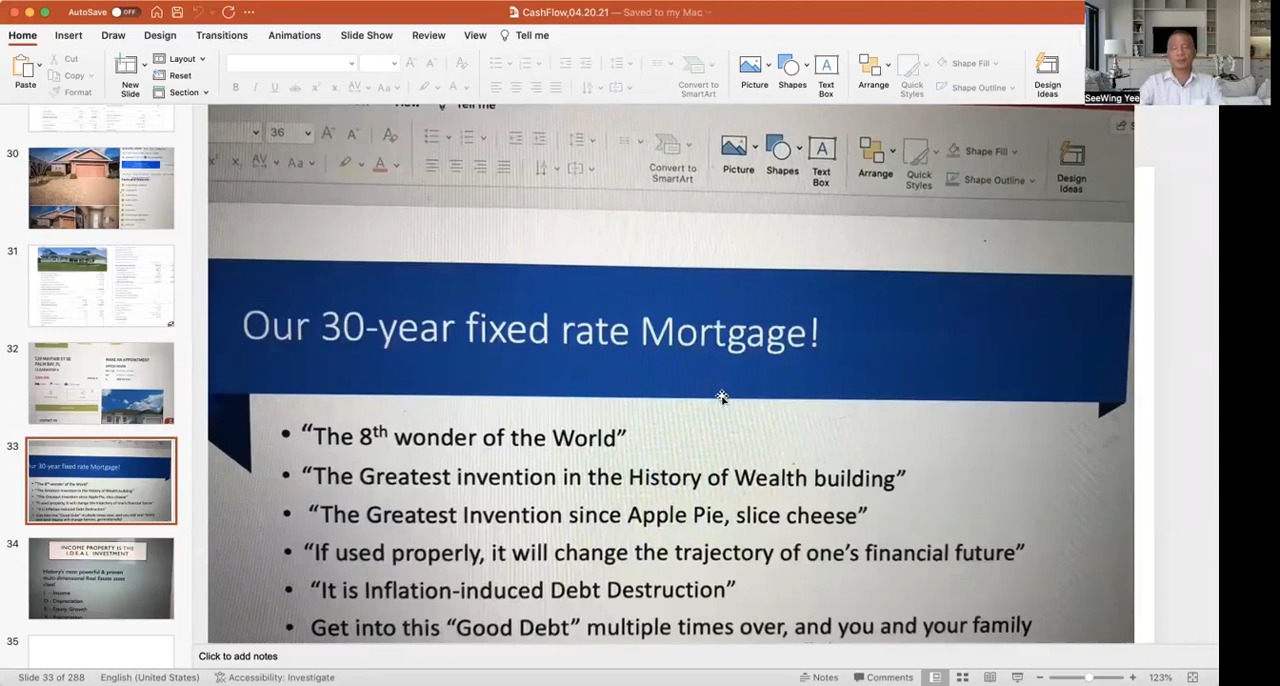 AutoSave OFF
CashFlow,04.20.21 — Saved to my Mac
Home Insert Draw Design Transitions Animations Slide Show Review View Tell me
Paste
Cut
Copy
Format
New Slide
Layout
Reset
Section
Convert to SmartArt
Picture
Shapes
Text Box
Arrange
Quick Styles
Shape Fill
Shape Outline
Design Ideas
SeeWing Yee
30
31
32
MAKE AN APPOINTMENT
33
34
INCOME PROPERTY IS THE
I.D.E.A.L INVESTMENT
35
Tell me
36
Convert to SmartArt
Picture
Shapes
Text Box
Arrange
Quick Styles
Shape Fill
Shape Outline
Design Ideas
Our 30-year fixed rate Mortgage!
• “The 8th wonder of the World”
• “The Greatest invention in the History of Wealth building”
• “The Greatest Invention since Apple Pie, slice cheese”
• “If used properly, it will change the trajectory of one’s financial future”
• “It is Inflation-induced Debt Destruction”
• Get into this “Good Debt” multiple times over, and you and your family
Click to add notes
Slide 33 of 288 English (United States) Accessibility: Investigate Notes Comments 123%